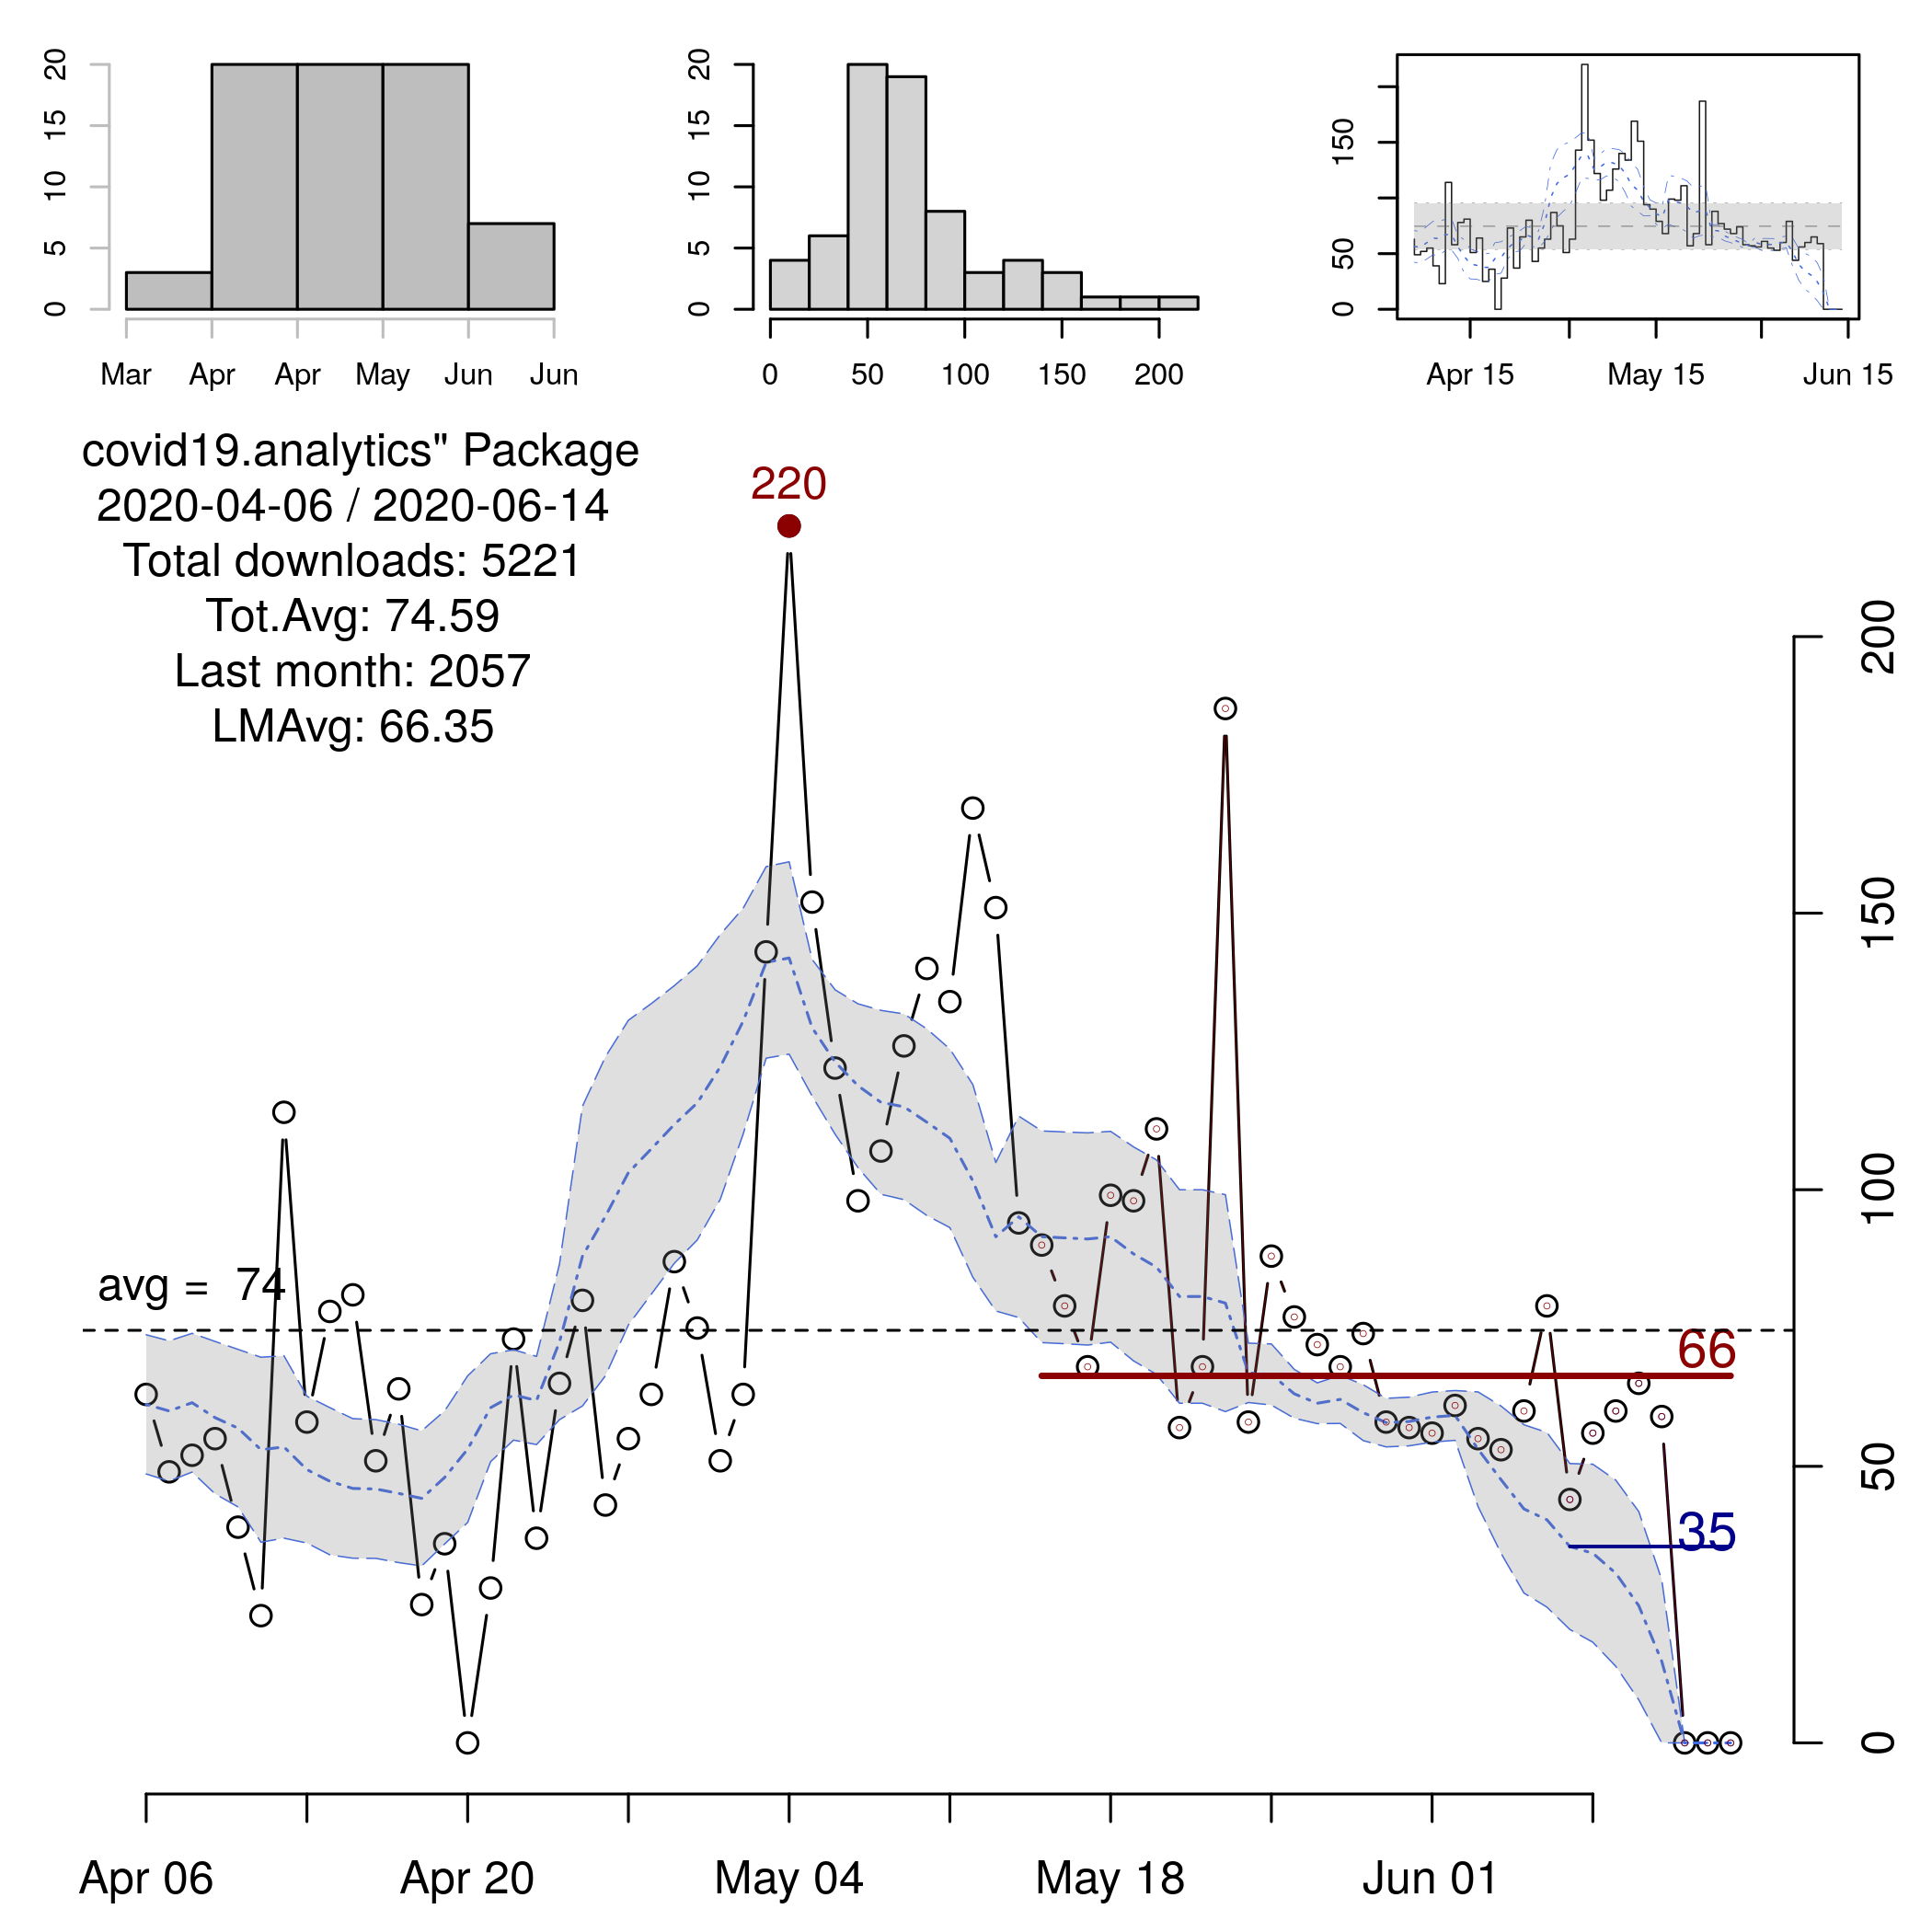 20
15
10
5
0
Mar Apr Apr May Jun Jun
20
15
10
5
0
0 50 100 150 200
150
50
0
Apr 15 May 15 Jun 15
covid19.analytics" Package
2020-04-06 / 2020-06-14
Total downloads: 5221
Tot.Avg: 74.59
Last month: 2057
LMAvg: 66.35
220
avg = 74
66
35
200
150
100
50
0
Apr 06 Apr 20 May 04 May 18 Jun 01